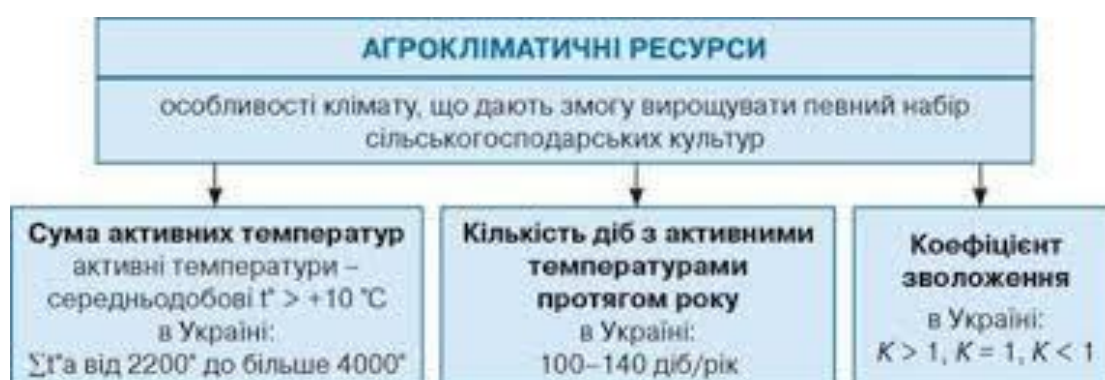 АГРОКЛІМАТИЧНІ РЕСУРСИ
особливості клімату, що дають змогу вирощувати певний набір
сільськогосподарських культур
Сума активних температур
активні температури –
середньодобові t° > +10 °C
в Україні:
∑t°а від 2200° до більше 4000°
Кількість діб з активними
температурами
протягом року
в Україні:
100–140 діб/рік
Коефіцієнт
зволоження
в Україні:
K > 1, K = 1, K < 1